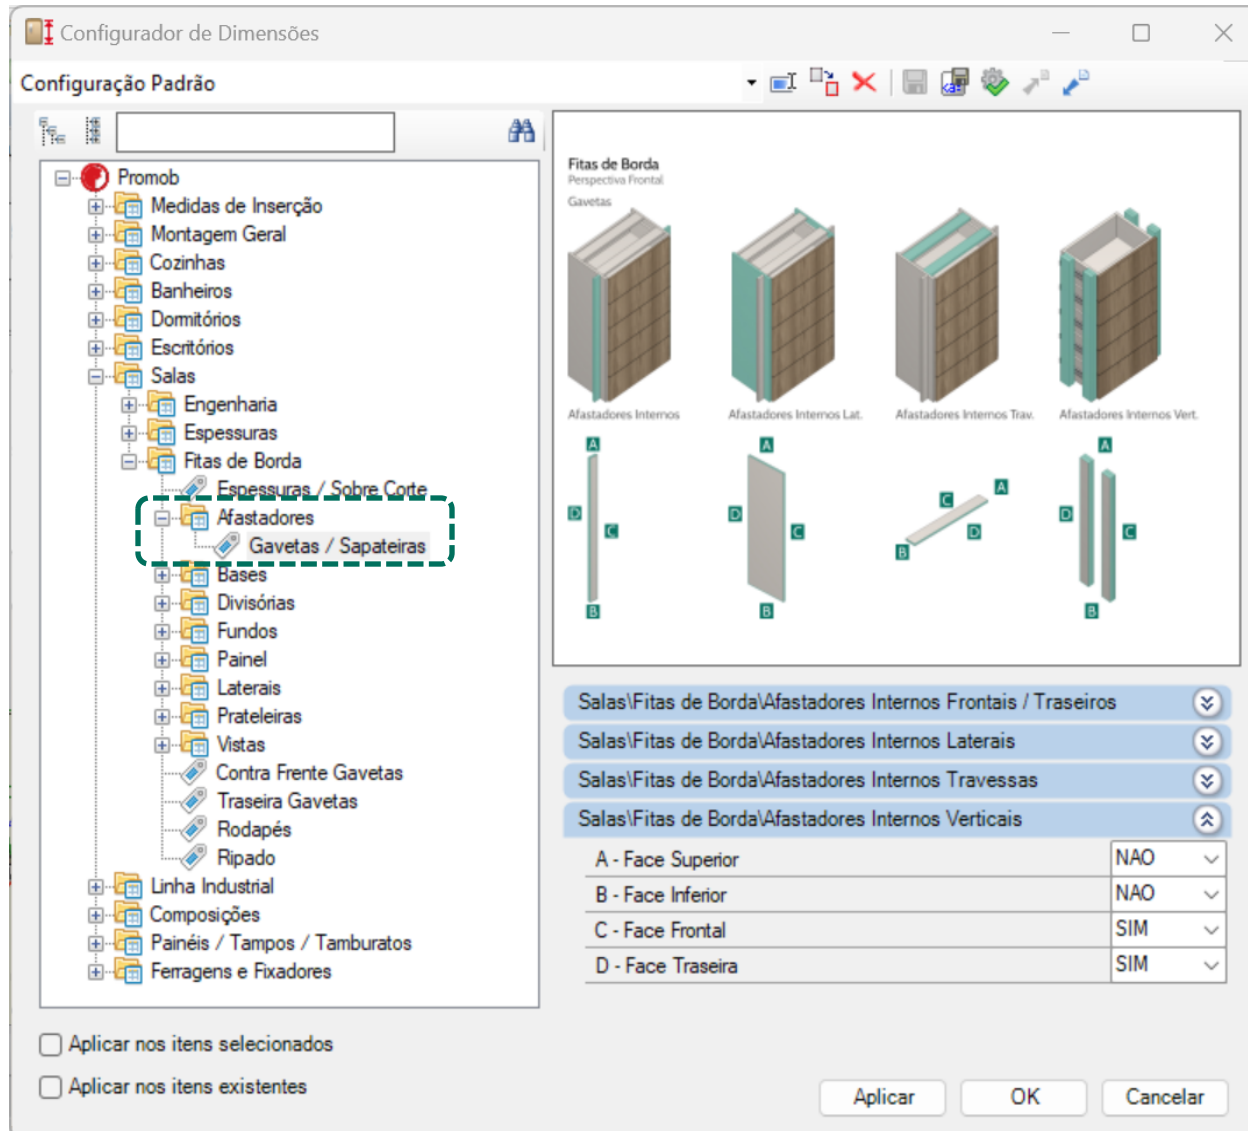 Configurador de Dimensões
Configuração Padrão
Promob
Medidas de Inserção
Montagem Geral
Cozinhas
Banheiros
Dormitórios
Escritórios
Salas
Engenharia
Espessuras
Fitas de Borda
Espessuras / Sobre Corte
Afastadores
Gavetas / Sapateiras
Bases
Divisórias
Fundos
Painel
Laterais
Prateleiras
Vistas
Contra Frente Gavetas
Traseira Gavetas
Rodapés
Ripado
Linha Industrial
Composições
Painéis / Tampos / Tamburatos
Ferragens e Fixadores
Fitas de Borda
Perspectiva Frontal
Gavetas
Afastadores Internos
Afastadores Internos Lat.
Afastadores Internos Trav.
Afastadores Internos Vert.
A
D
C
B
A
D
C
B
A
C
D
B
A
D
C
B
Salas\Fitas de Borda\Afastadores Internos Frontais / Traseiros
Salas\Fitas de Borda\Afastadores Internos Laterais
Salas\Fitas de Borda\Afastadores Internos Travessas
Salas\Fitas de Borda\Afastadores Internos Verticais
A - Face Superior NAO
B - Face Inferior NAO
C - Face Frontal SIM
D - Face Traseira SIM
Aplicar nos itens selecionados
Aplicar nos itens existentes
Aplicar OK Cancelar